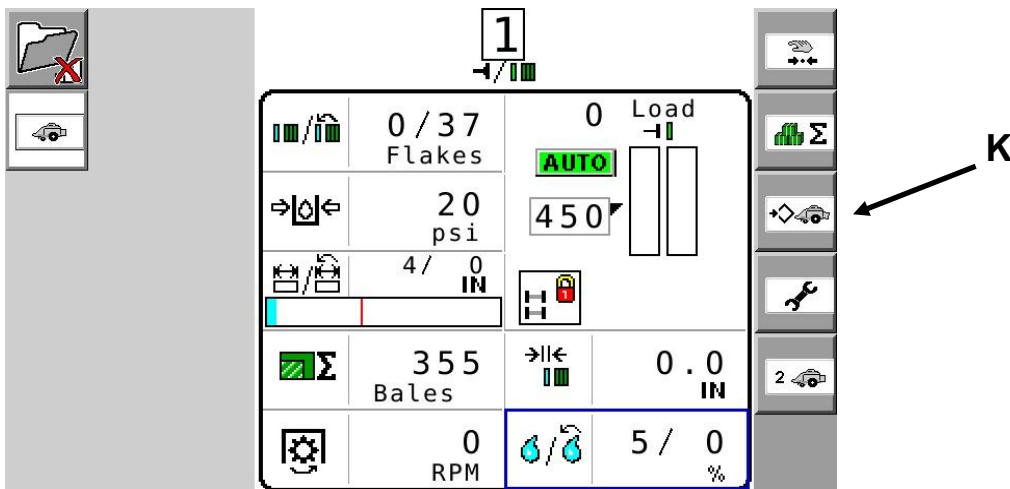 1
0/37
Flakes
0
Load
AUTO
20
psi
450
4/ 0
IN
1
355
Bales
0.0
IN
0
RPM
5/ 0
%
Σ
Σ
2
K